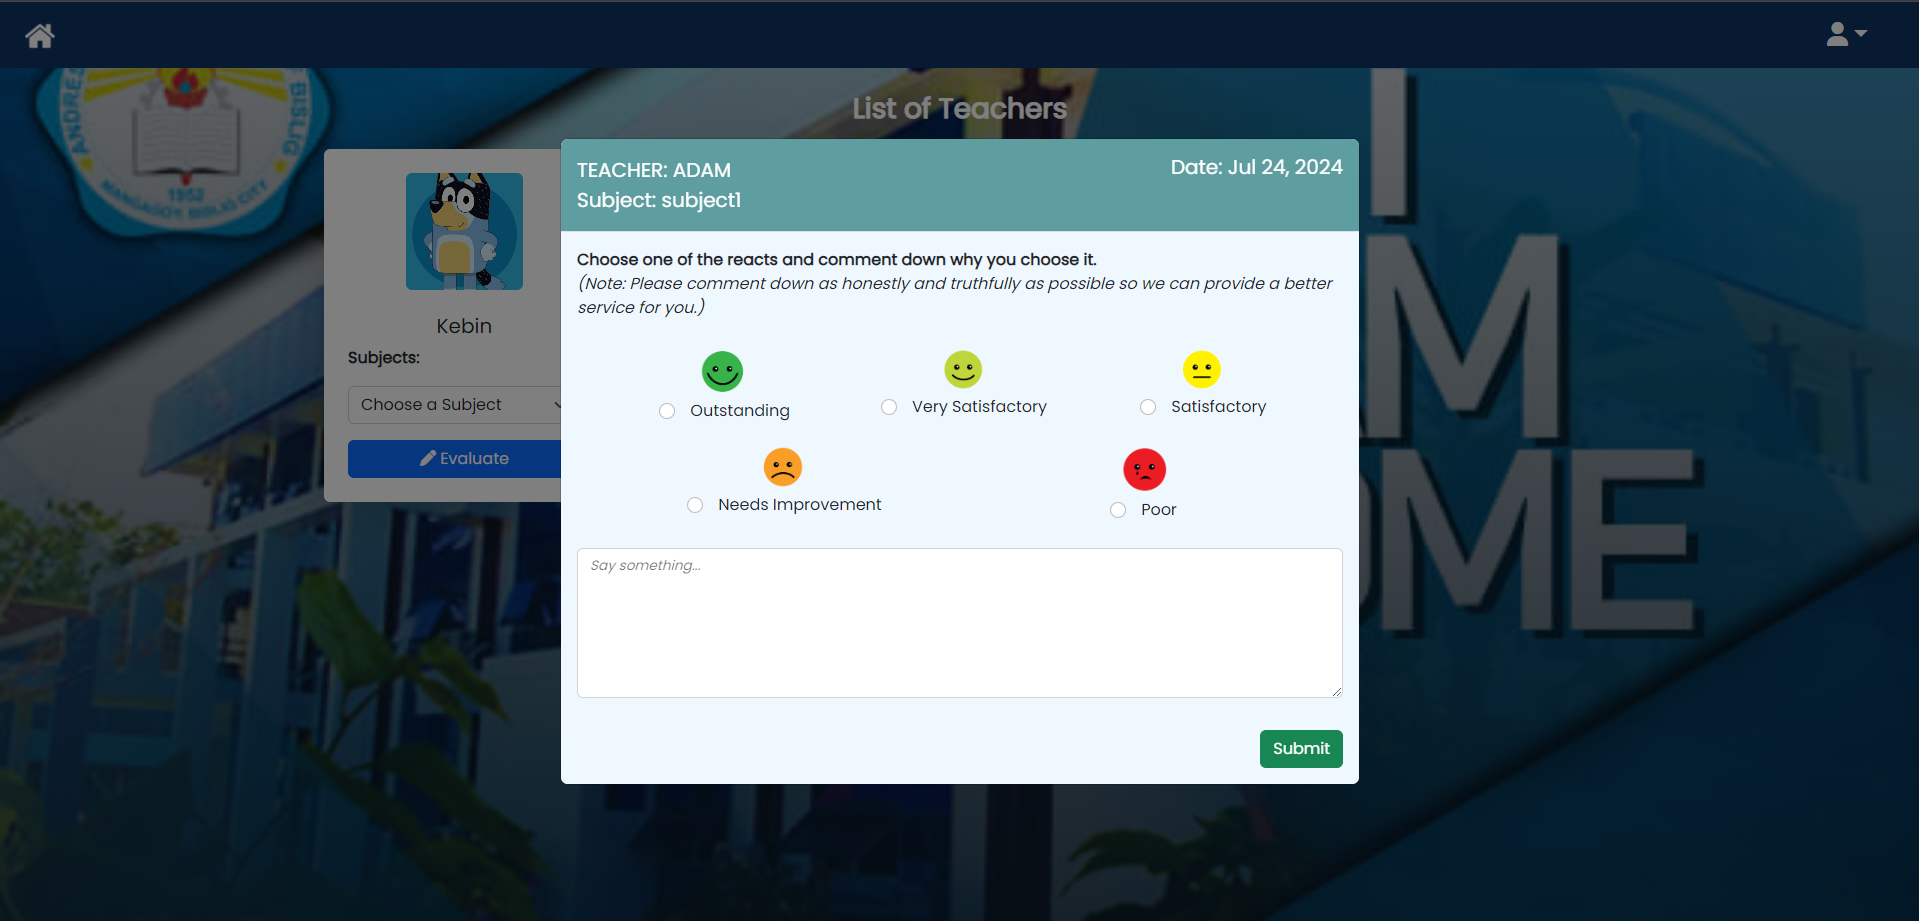 List of Teachers
ANDRES
BISLIG
1952
MANGAGOY, BISLIG CITY
Kebin
Subjects:
Choose a Subject
Evaluate
TEACHER: ADAM
Date: Jul 24, 2024
Subject: subject1
Choose one of the reacts and comment down why you choose it.
(Note: Please comment down as honestly and truthfully as possible so we can provide a better
service for you.)
Outstanding
Very Satisfactory
Satisfactory
Needs Improvement
Poor
Say something...
Submit